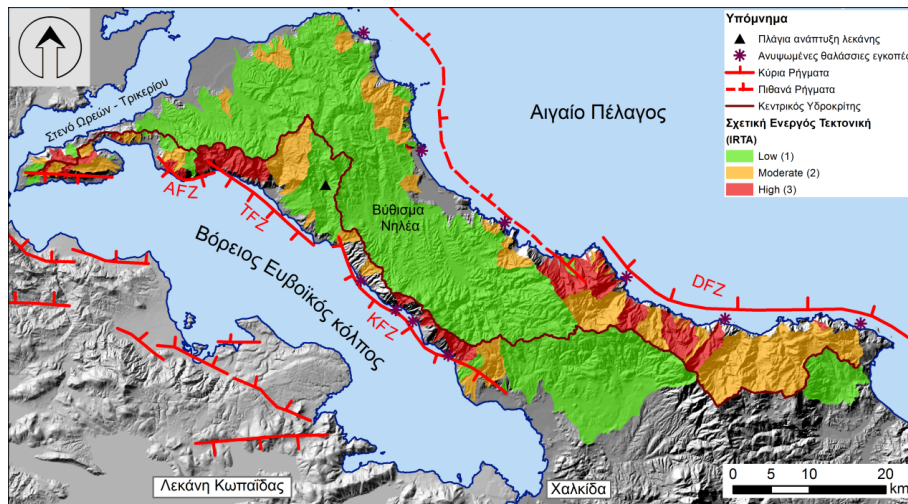 Υπόμνημα
Πλάγια ανάπτυξη λεκάνης
Ανυψωμένες θαλάσσιες εγκοπές
Κύρια Ρήγματα
Πιθανά Ρήγματα
Κεντρικός Υδροκρίτης
Σχετική Ενεργός Τεκτονική
(IRTA)
Low (1)
Moderate (2)
High (3)
Στενό Ωρεών - Τρικερίου
Αιγαίο Πέλαγος
AFZ
TFZ
Βύθισμα
Νηλέα
Βόρειος Ευβοϊκός κόλπος
KFZ
DFZ
Λεκάνη Κωπαΐδας
Χαλκίδα
0 5 10 20
km